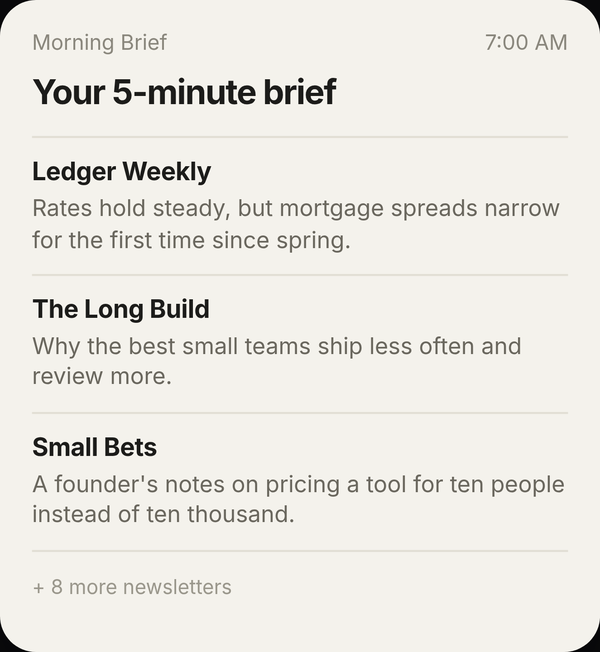 Morning Brief
7:00 AM
Your 5-minute brief
Ledger Weekly
Rates hold steady, but mortgage spreads narrow
for the first time since spring.
The Long Build
Why the best small teams ship less often and
review more.
Small Bets
A founder's notes on pricing a tool for ten people
instead of ten thousand.
+ 8 more newsletters